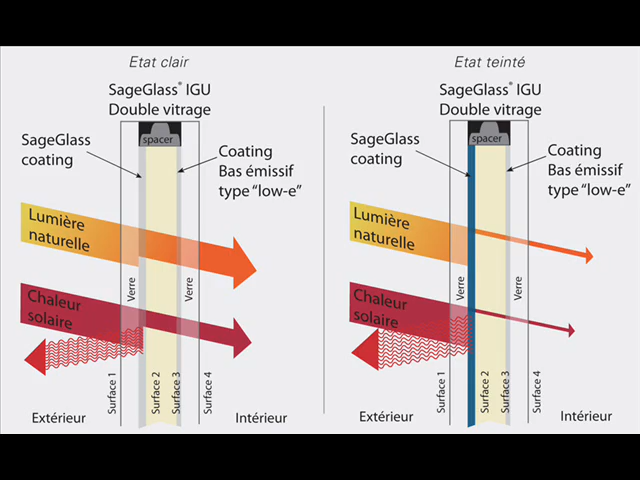 Etat clair
SageGlass® IGU
Double vitrage
spacer
SageGlass
coating
Coating
Bas émissif
type “low-e”
Lumière
naturelle
Verre
Verre
Chaleur
solaire
Surface 1
Surface 2
Surface 3
Surface 4
Extérieur
Intérieur
Etat teinté
SageGlass® IGU
Double vitrage
spacer
SageGlass
coating
Coating
Bas émissif
type “low-e”
Lumière
naturelle
Verre
Verre
Chaleur
solaire
Surface 1
Surface 2
Surface 3
Surface 4
Extérieur
Intérieur